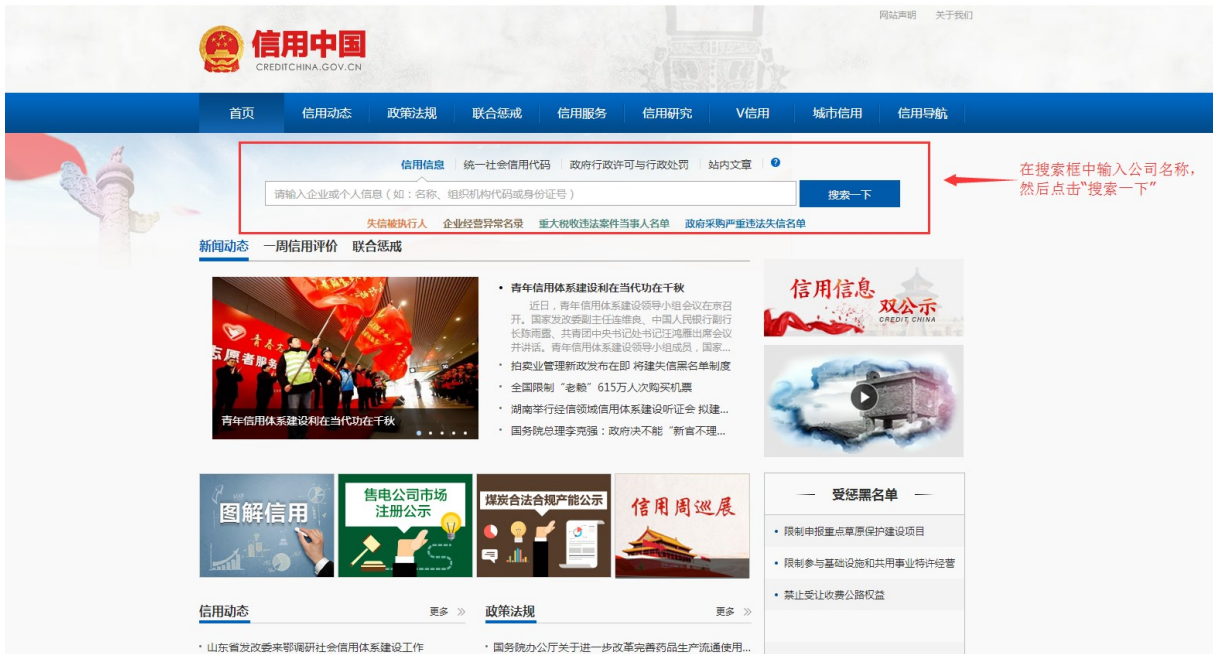 网站声明 关于我们
信用中国
CREDITCHINA.GOV.CN
首页 信用动态 政策法规 联合惩戒 信用服务 信用研究 V信用 城市信用 信用导航
信用信息 统一社会信用代码 政府行政许可与行政处罚 站内文章 ?
请输入企业或个人信息(如:名称、组织机构代码或身份证号) 搜索一下
失信被执行人 企业经营异常名录 重大税收违法案件当事人名单 政府采购严重违法失信名单
在搜索框中输入公司名称,
然后点击“搜索一下”
新闻动态 一周信用评价 联合惩戒
志愿者服务
青年信用体系建设利在当代功在千秋
• 青年信用体系建设利在当代功在千秋
近日,青年信用体系建设领导小组会议在京召
开。国家发改委副主任连维良、中国人民银行副行
长陈雨露、共青团中央书记处书记汪鸿雁出席会议
并讲话。青年信用体系建设领导小组成员,国家...
· 拍卖业管理新政发布在即 将建失信黑名单制度
· 全国限制“老赖”615万人次购买机票
· 湖南举行经信领域信用体系建设听证会 拟建...
· 国务院总理李克强:政府决不能“新官不理...
信用信息
双公示
CREDIT CHINA
图解信用
售电公司市场
注册公示
煤炭合法合规产能公示
信用周巡展
受惩黑名单
• 限制申报重点草原保护建设项目
• 限制参与基础设施和共用事业特许经营
• 禁止受让收费公路权益
信用动态 更多 »
· 山东省发改委来鄂调研社会信用体系建设工作
政策法规 更多 »
· 国务院办公厅关于进一步改革完善药品生产流通使用...